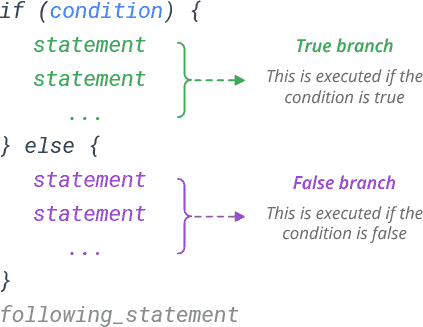 if (condition) {
statement
statement
...
True branch
This is executed if the
condition is true
} else {
statement
statement
...
False branch
This is executed if the
condition is false
}
following_statement